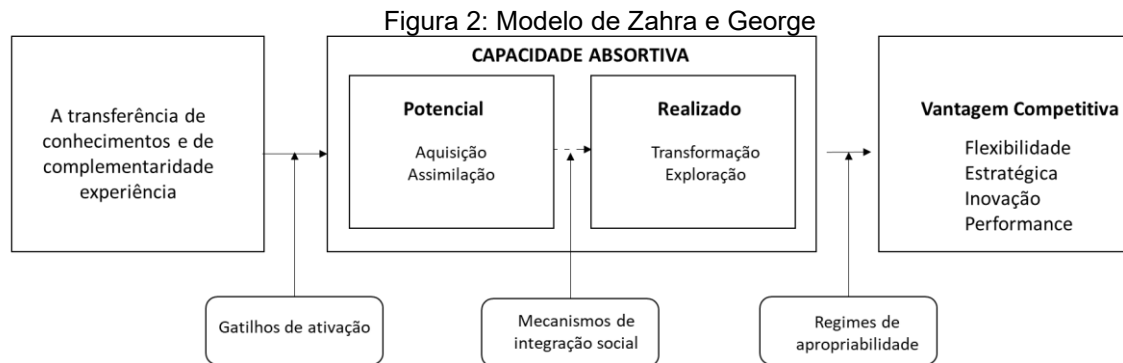 Figura 2: Modelo de Zahra e George
CAPACIDADE ABSORTIVA
A transferência de
conhecimentos e de
complementaridade
experiência
Potencial
Aquisição
Assimilação
Realizado
Transformação
Exploração
Vantagem Competitiva
Flexibilidade
Estratégica
Inovação
Performance
Gatilhos de ativação
Mecanismos de
integração social
Regimes de
apropriabilidade